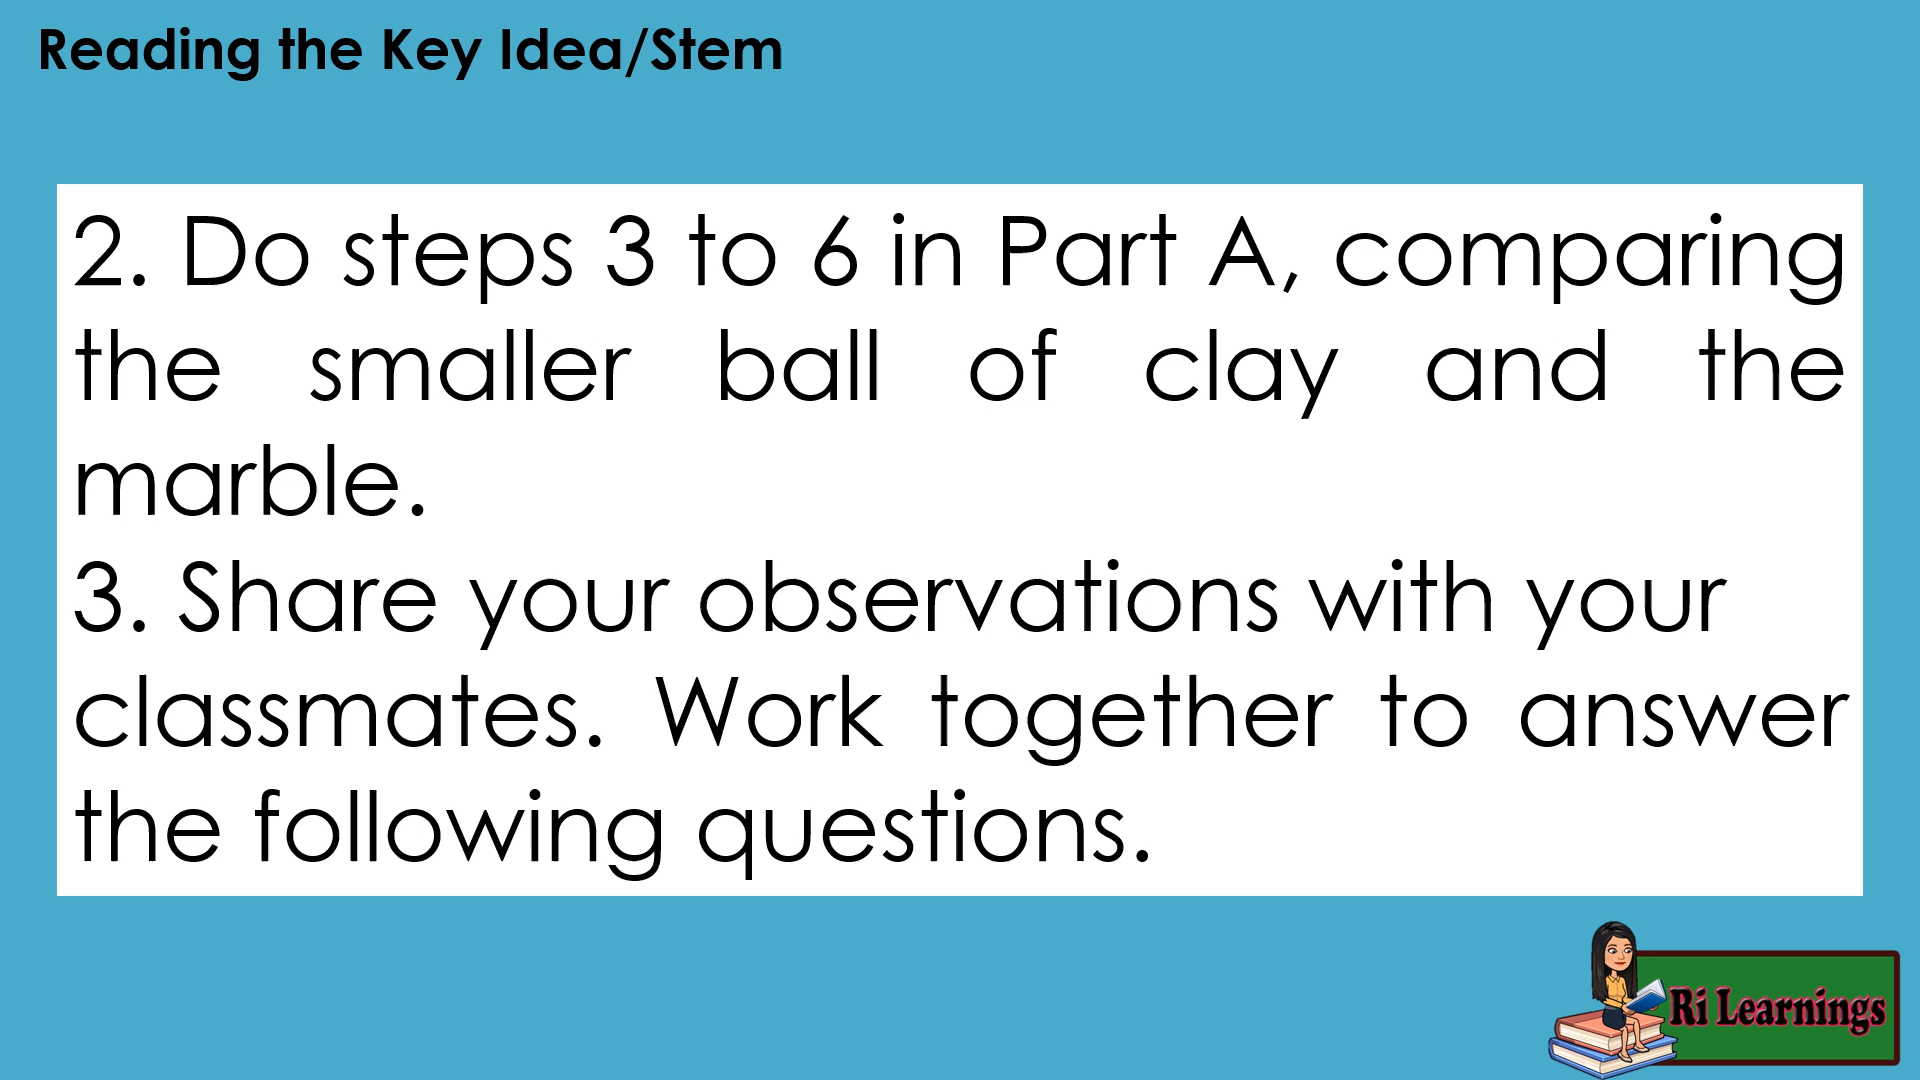 Reading the Key Idea/Stem
2. Do steps 3 to 6 in Part A, comparing
the smaller ball of clay and the
marble.
3. Share your observations with your
classmates. Work together to answer
the following questions.
Ri Learnings